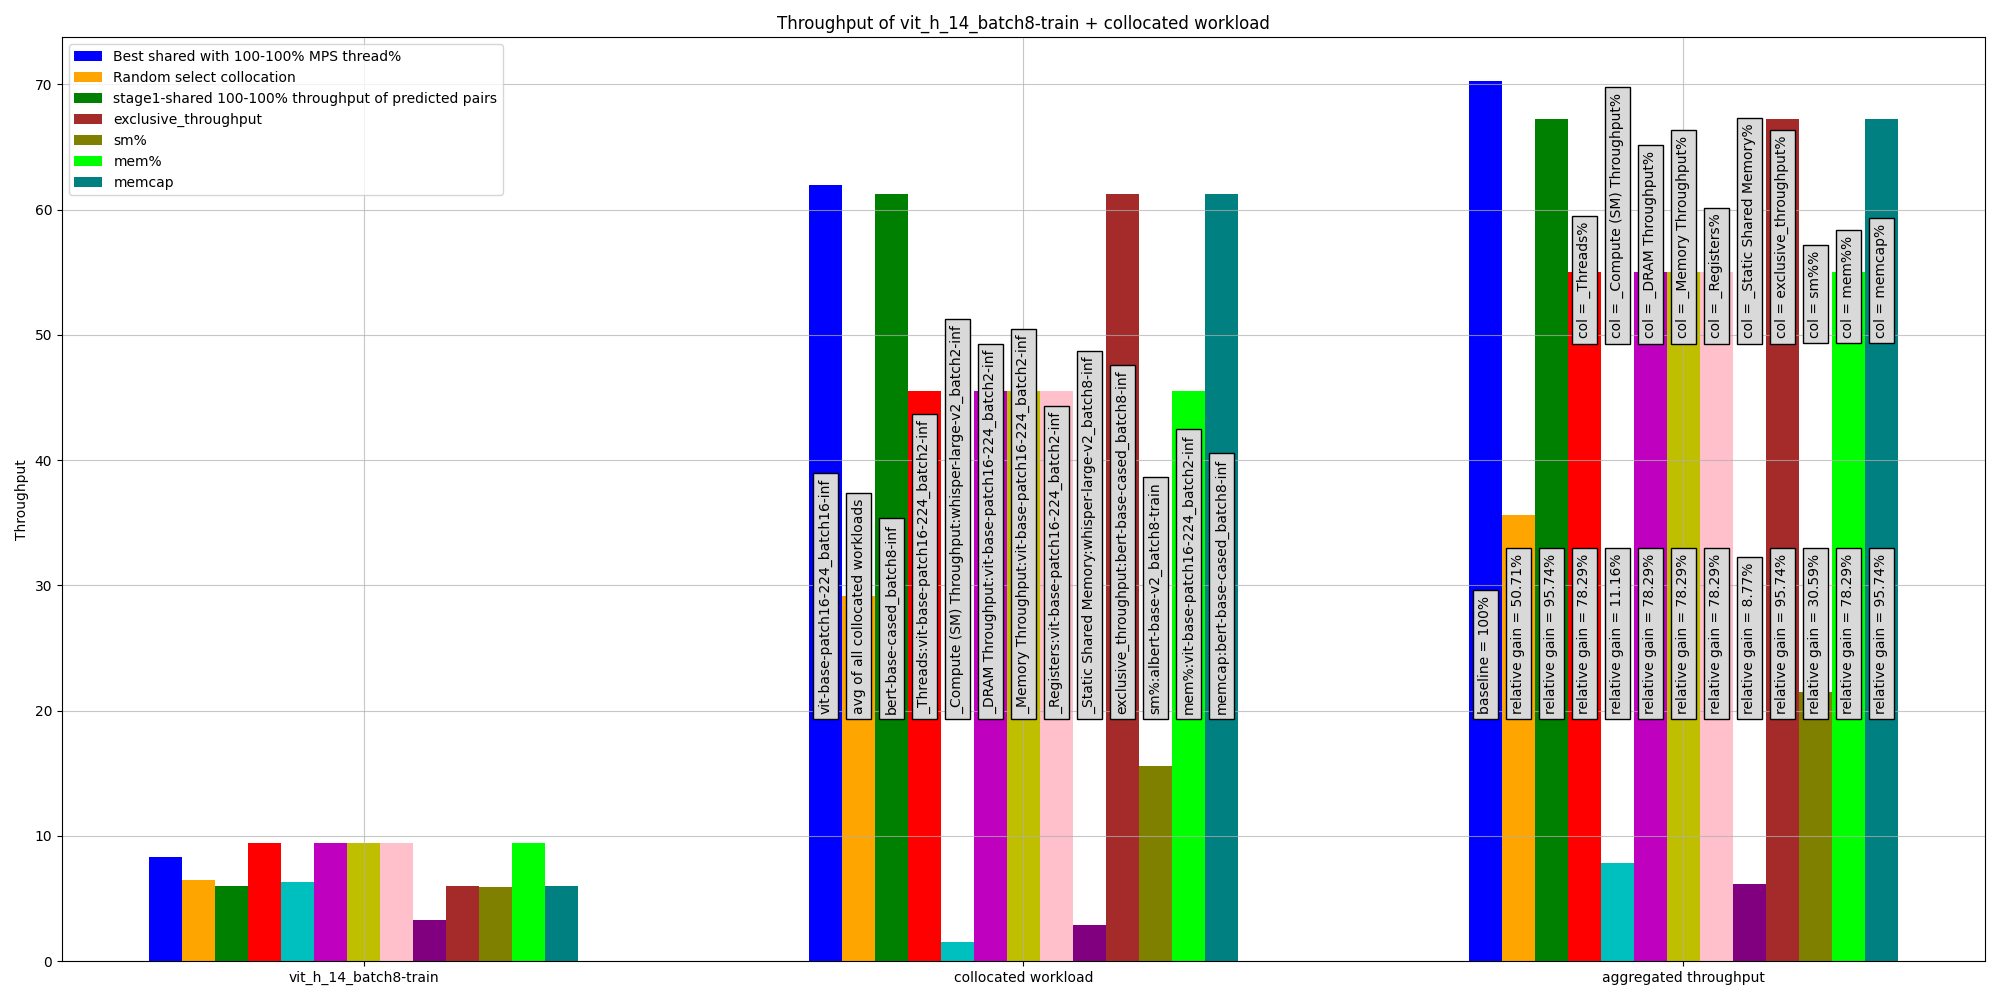 Throughput of vit_h_14_batch8-train + collocated workload
Best shared with 100-100% MPS thread%
Random select collocation
stage1-shared 100-100% throughput of predicted pairs
exclusive_throughput
sm%
mem%
memcap
Throughput
70
60
50
40
30
20
10
0
vit-base-patch16-224_batch16-inf
avg of all collocated workloads
bert-base-cased_batch8-inf
_Threads:vit-base-patch16-224_batch2-inf
_Compute (SM) Throughput:whisper-large-v2_batch2-inf
_DRAM Throughput:vit-base-patch16-224_batch2-inf
_Memory Throughput:vit-base-patch16-224_batch2-inf
_Registers:vit-base-patch16-224_batch2-inf
_Static Shared Memory:whisper-large-v2_batch8-inf
exclusive_throughput:bert-base-cased_batch8-inf
sm%:albert-base-v2_batch8-train
mem%:vit-base-patch16-224_batch2-inf
memcap:bert-base-cased_batch8-inf
col = _Threads%
col = _Compute (SM) Throughput%
col = _DRAM Throughput%
col = _Memory Throughput%
col = _Registers%
col = _Static Shared Memory%
col = exclusive_throughput%
col = sm%%
col = mem%%
col = memcap%
baseline = 100%
relative gain = 50.71%
relative gain = 95.74%
relative gain = 78.29%
relative gain = 11.16%
relative gain = 78.29%
relative gain = 78.29%
relative gain = 78.29%
relative gain = 8.77%
relative gain = 95.74%
relative gain = 30.59%
relative gain = 78.29%
relative gain = 95.74%
vit_h_14_batch8-train
collocated workload
aggregated throughput